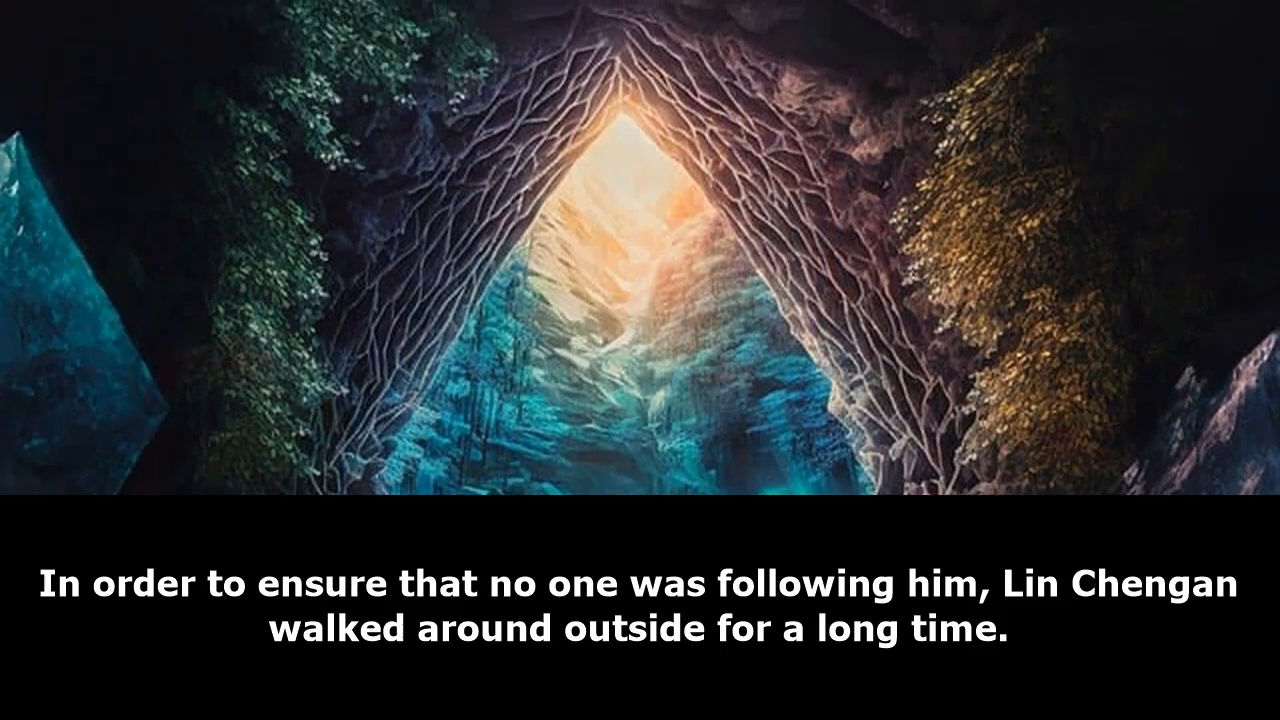 In order to ensure that no one was following him, Lin Chengan
walked around outside for a long time.